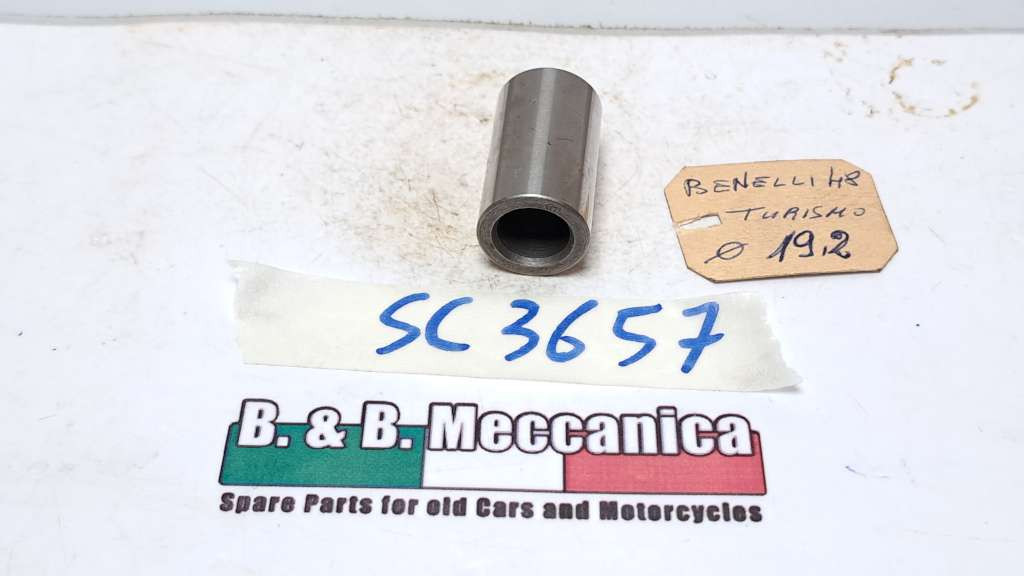 BENELLI 48
TURISMO
Ø 19,2
SC 3657
B. & B. Meccanica
Spare Parts for old Cars and Motorcycles